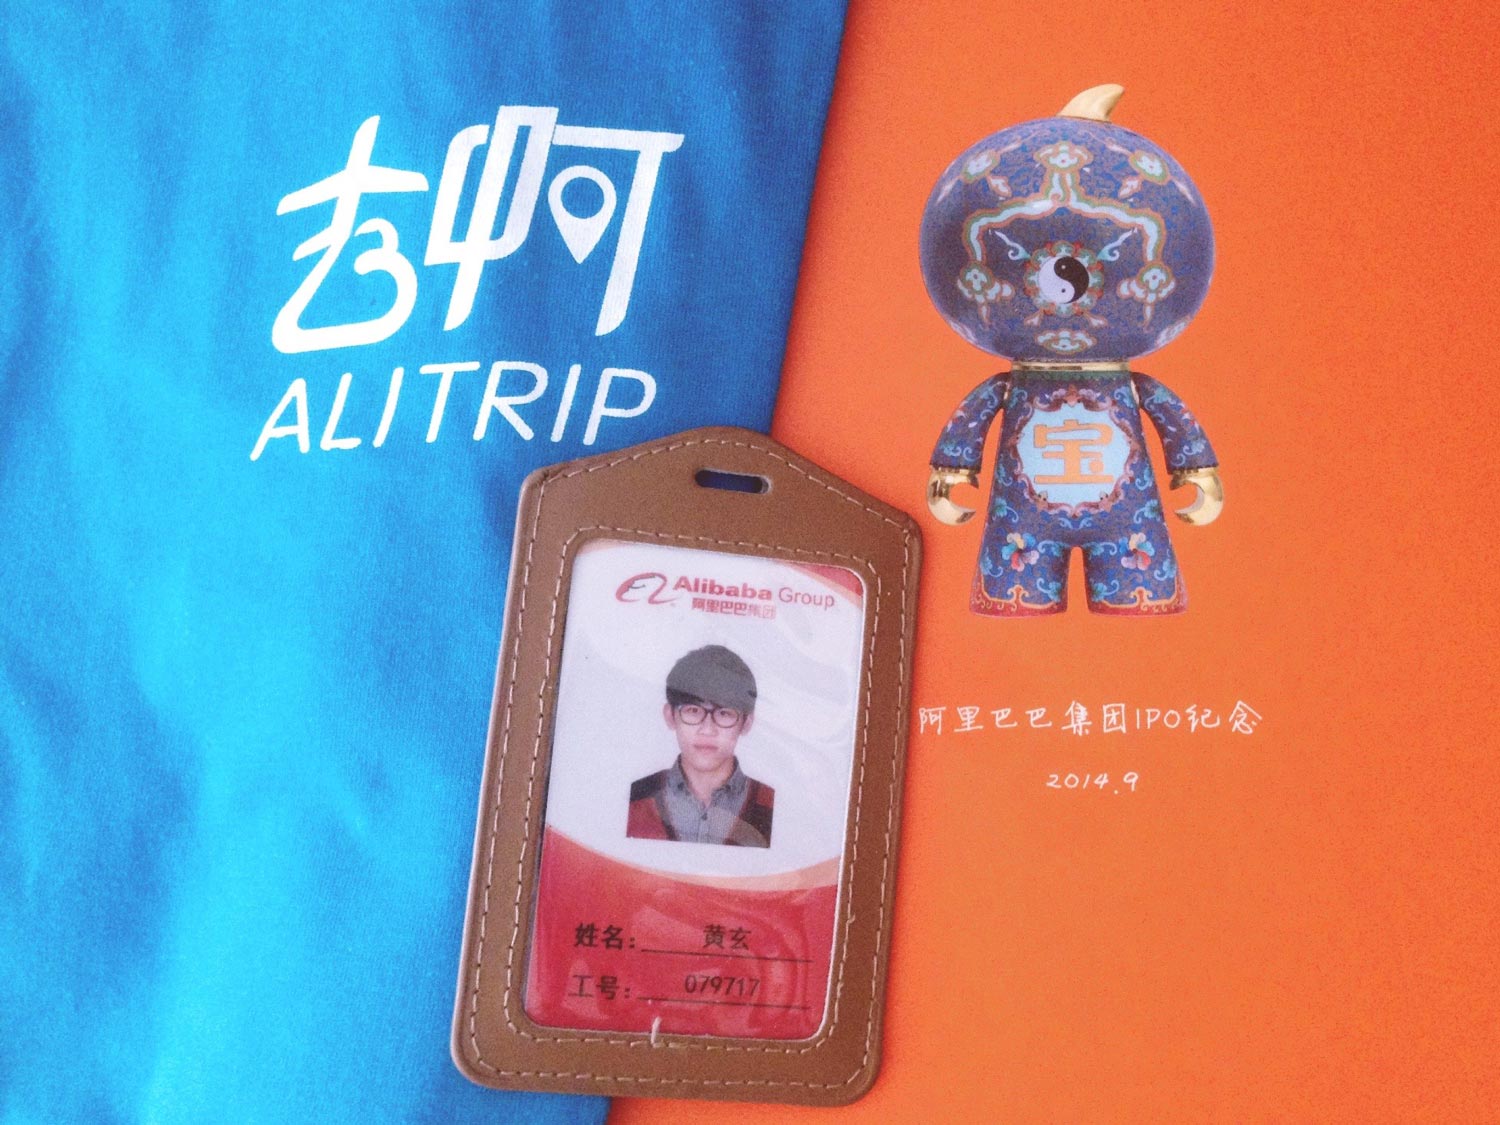 去啊
ALITRIP
宝
阿里巴巴集团IPO纪念
2014.9
Alibaba Group
阿里巴巴集团
姓名: 黄玄
工号: 079717